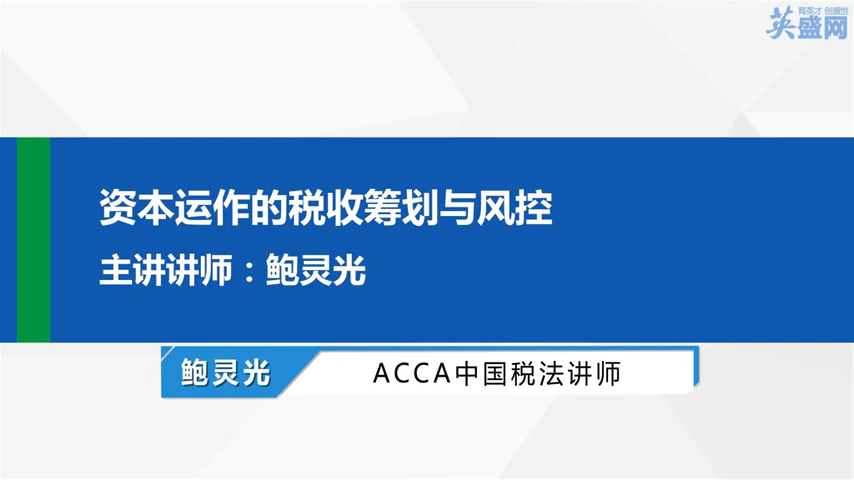 育英才 创盛世
英盛网
资本运作的税收筹划与风控
主讲讲师：鲍灵光
鲍灵光
ACCA中国税法讲师